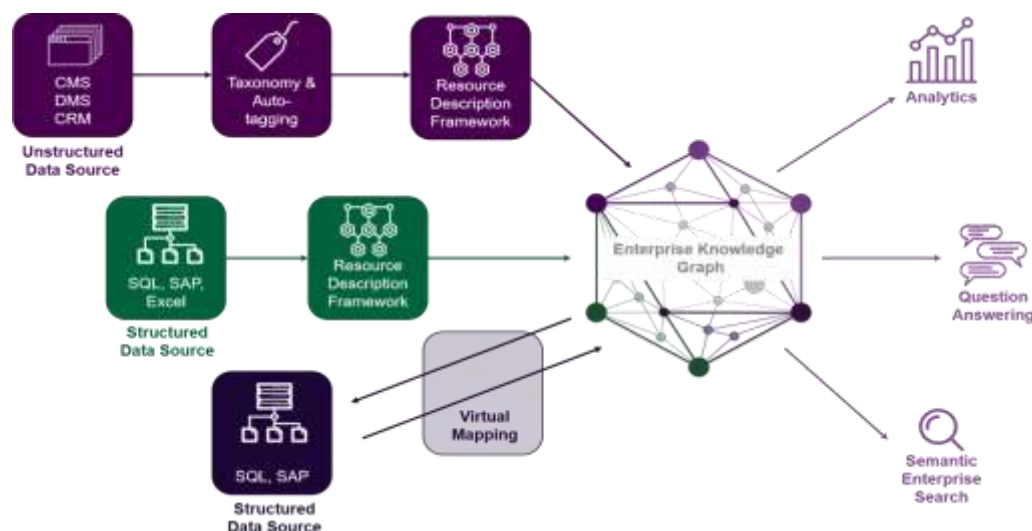 CMS
DMS
CRM
Unstructured
Data Source
Taxonomy &
Auto-
tagging
Resource
Description
Framework
SQL, SAP,
Excel
Structured
Data Source
Resource
Description
Framework
SQL, SAP
Structured
Data Source
Virtual
Mapping
Enterprise Knowledge
Graph
Analytics
Question
Answering
Semantic
Enterprise
Search